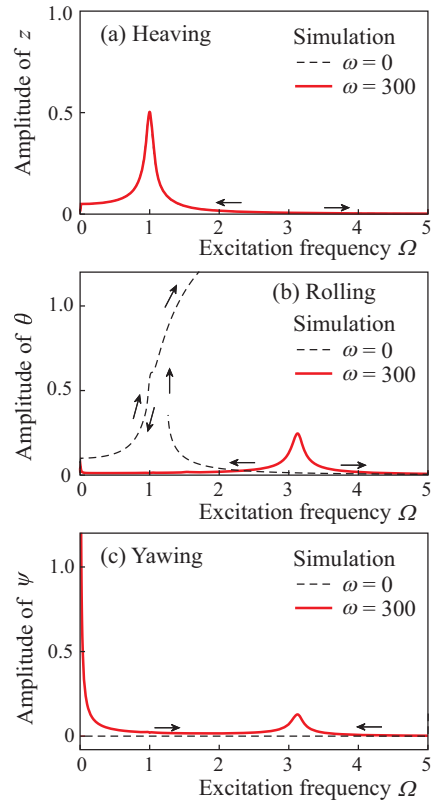 (a) Heaving
Simulation
ω = 0
ω = 300
Amplitude of z
1.0
0.5
0
0 1 2 3 4 5
Excitation frequency Ω
(b) Rolling
Simulation
ω = 0
ω = 300
Amplitude of θ
1.0
0.5
0
0 1 2 3 4 5
Excitation frequency Ω
(c) Yawing
Simulation
ω = 0
ω = 300
Amplitude of ψ
1.0
0.5
0
0 1 2 3 4 5
Excitation frequency Ω